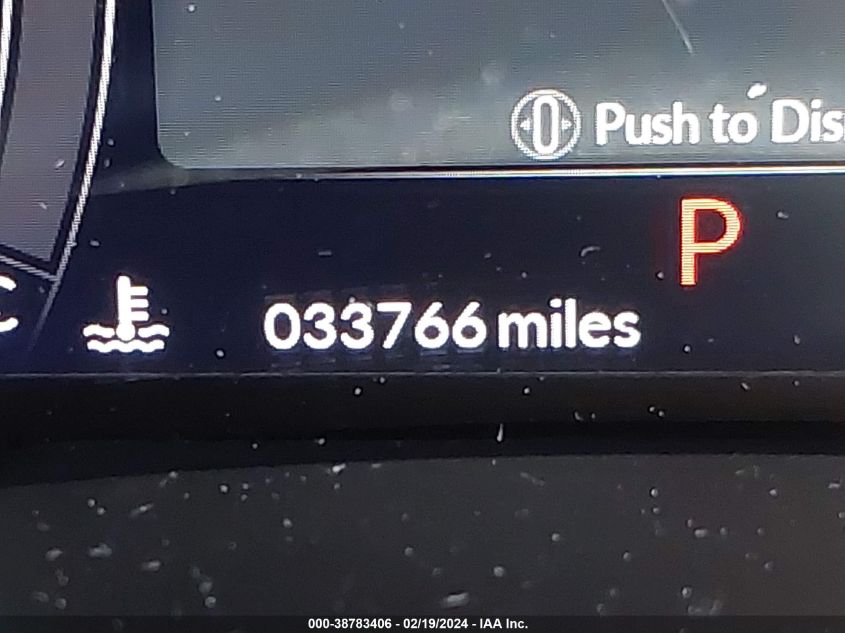 Push to Dis
P
C
033766 miles
000-38783406 - 02/19/2024 - IAA Inc.